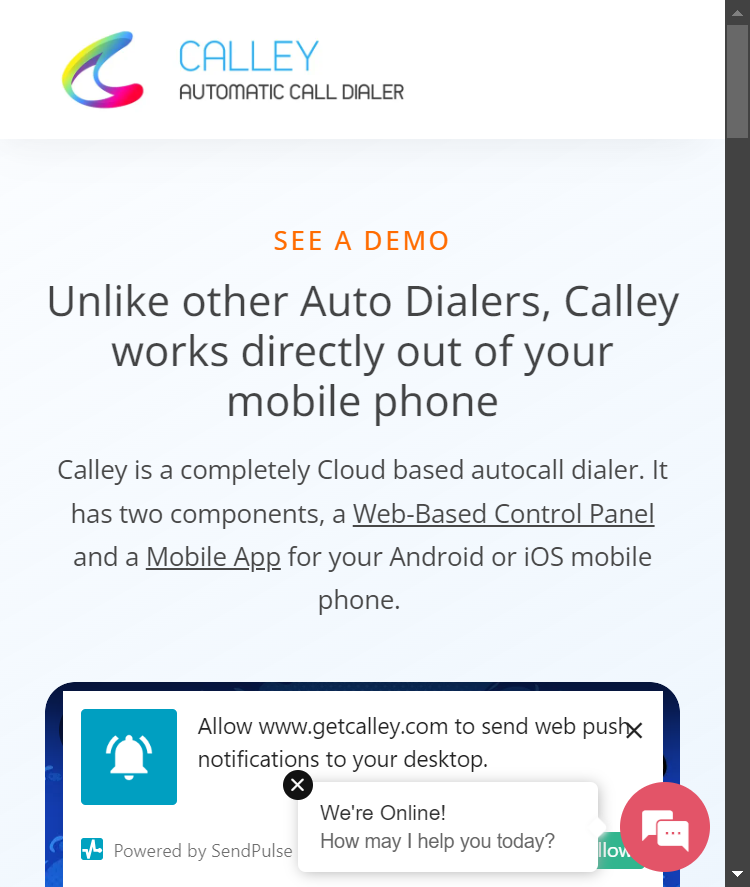 CALLEY
AUTOMATIC CALL DIALER
SEE A DEMO
Unlike other Auto Dialers, Calley
works directly out of your
mobile phone
Calley is a completely Cloud based autocall dialer. It
has two components, a Web-Based Control Panel
and a Mobile App for your Android or iOS mobile
phone.
Allow www.getcalley.com to send web push
notifications to your desktop.
We're Online!
How may I help you today?
Powered by SendPulse